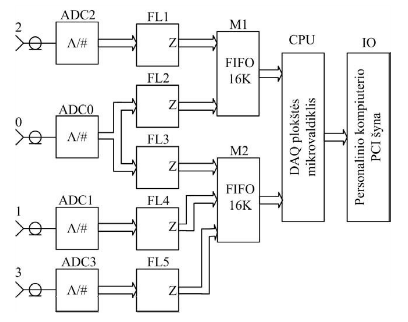 2
ADC2
Λ/#
FL1
Z
M1
FIFO
16K
CPU
DAQ plokštės
mikrovaldiklis
IO
Personalinio kompiuterio
PCI šyna
FL2
Z
0
ADC0
Λ/#
FL3
Z
M2
FIFO
16K
1
ADC1
Λ/#
FL4
Z
3
ADC3
Λ/#
FL5
Z